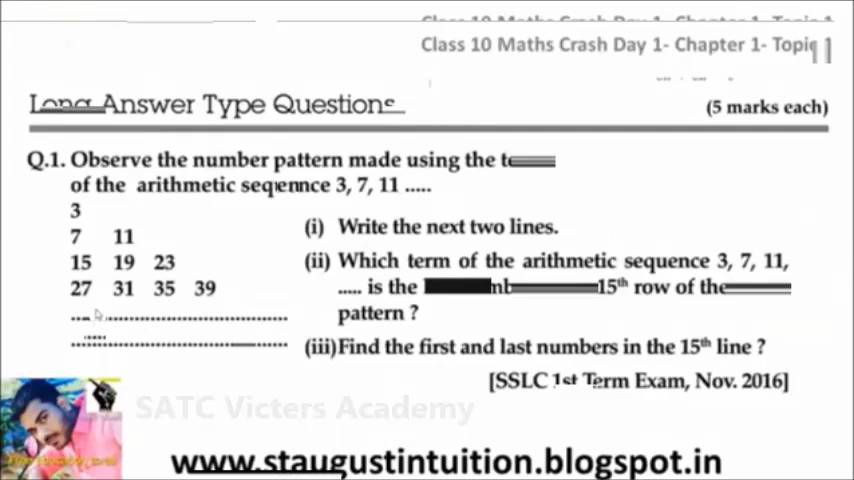 Class 10 Maths Crash Day 1- Chapter 1- Topic 1
Long Answer Type Questions
(5 marks each)
Q.1. Observe the number pattern made using the
of the arithmetic sequence 3, 7, 11 .....
3
7 11
15 19 23
27 31 35 39
(i) Write the next two lines.
(ii) Which term of the arithmetic sequence 3, 7, 11,
..... is the 15th row of the
pattern ?
(iii) Find the first and last numbers in the 15th line ?
[SSLC 1st Term Exam, Nov. 2016]
SATC Victers Academy
www.staugustintuition.blogspot.in